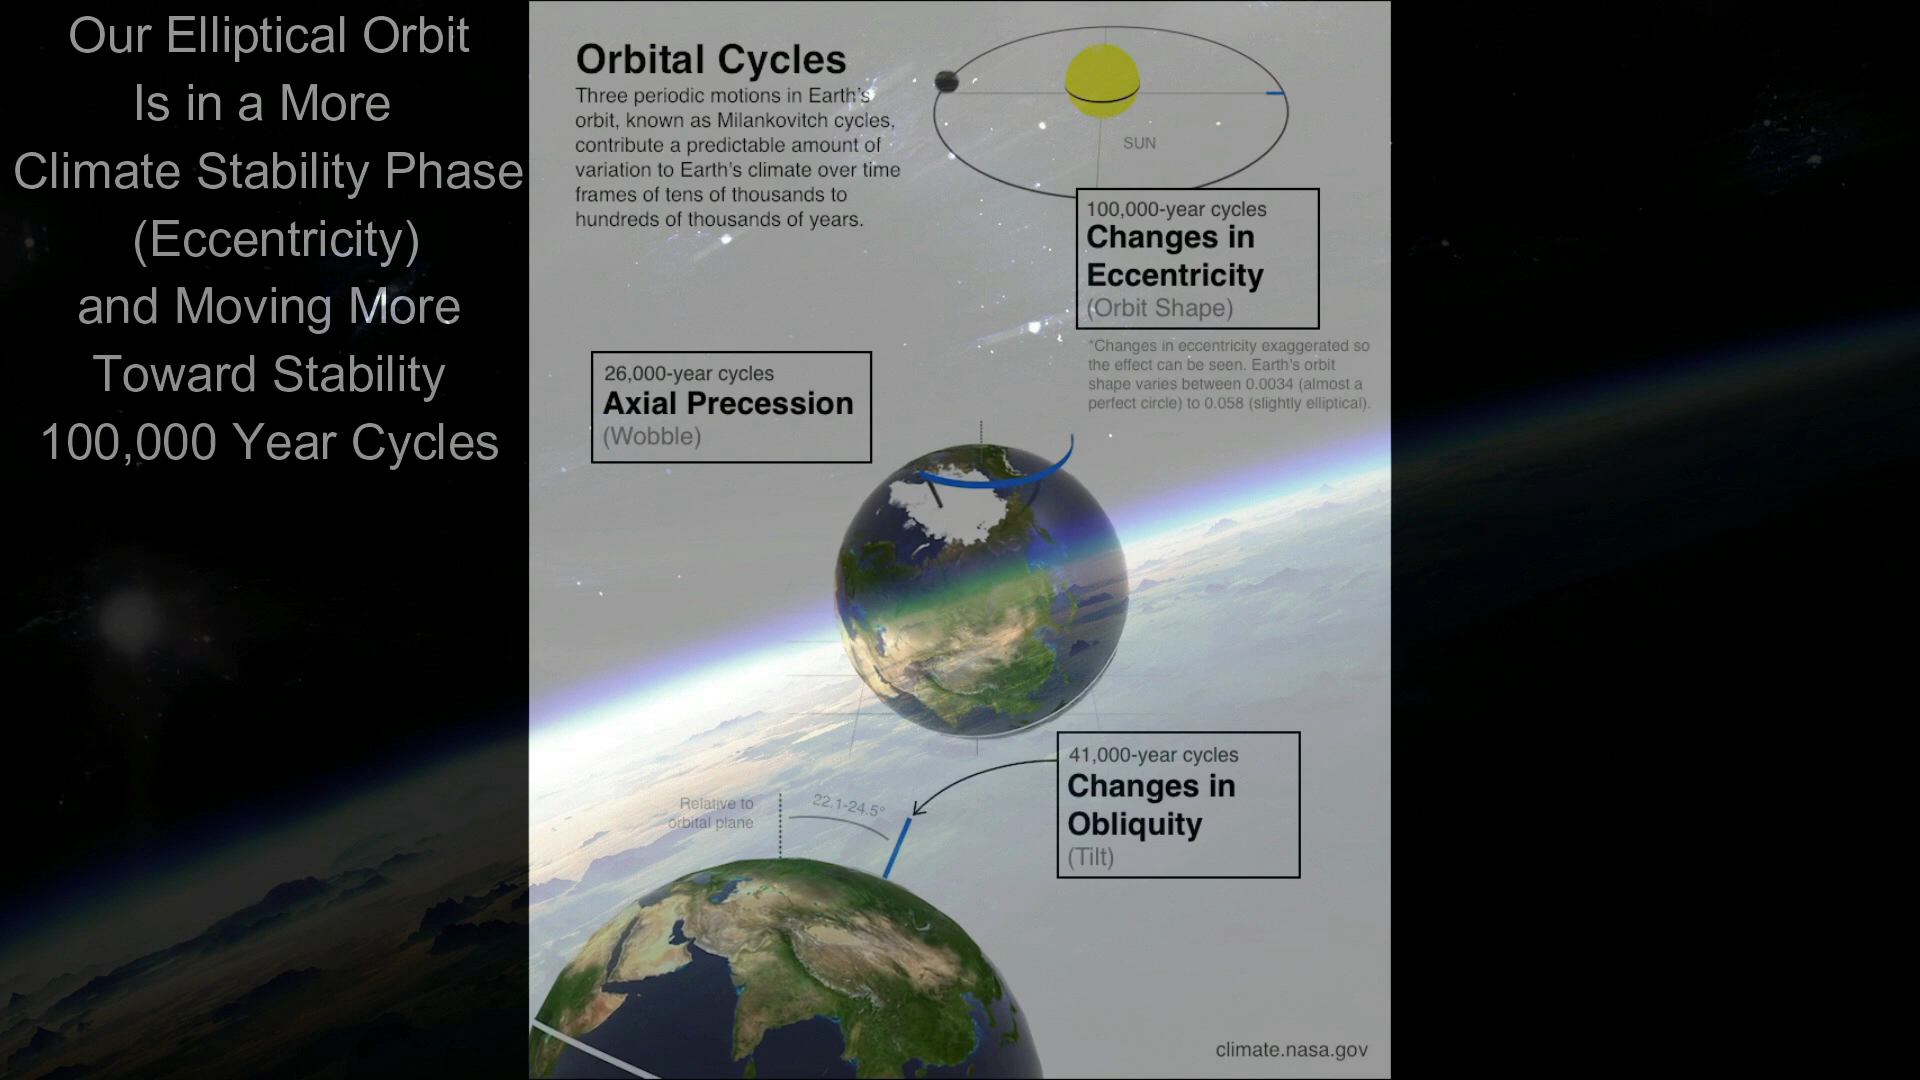 Our Elliptical Orbit
Is in a More
Climate Stability Phase
(Eccentricity)
and Moving More
Toward Stability
100,000 Year Cycles
Orbital Cycles
Three periodic motions in Earth's
orbit, known as Milankovitch cycles,
contribute a predictable amount of
variation to Earth's climate over time
frames of tens of thousands to
hundreds of thousands of years.
SUN
100,000-year cycles
Changes in
Eccentricity
(Orbit Shape)
*Changes in eccentricity exaggerated so
the effect can be seen. Earth's orbit
shape varies between 0.0034 (almost a
perfect circle) to 0.058 (slightly elliptical).
26,000-year cycles
Axial Precession
(Wobble)
41,000-year cycles
Changes in
Obliquity
(Tilt)
Relative to
orbital plane
22.1-24.5°
climate.nasa.gov